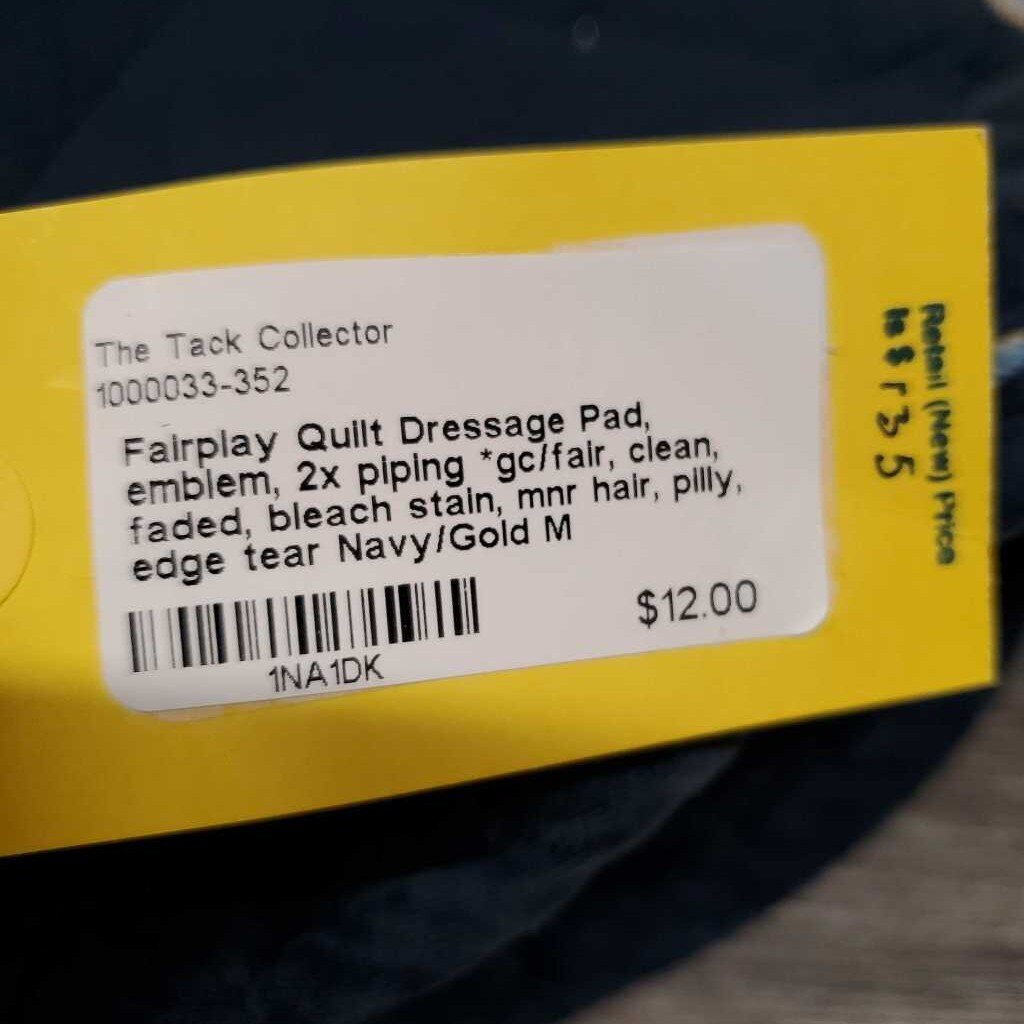 The Tack Collector
1000033-352
Fairplay Quilt Dressage Pad,
emblem, 2x piping *gc/fair, clean,
faded, bleach stain, mnr hair, pilly,
edge tear Navy/Gold M
$12.00
1NA1DK
Retail (New) Price
is $ 135